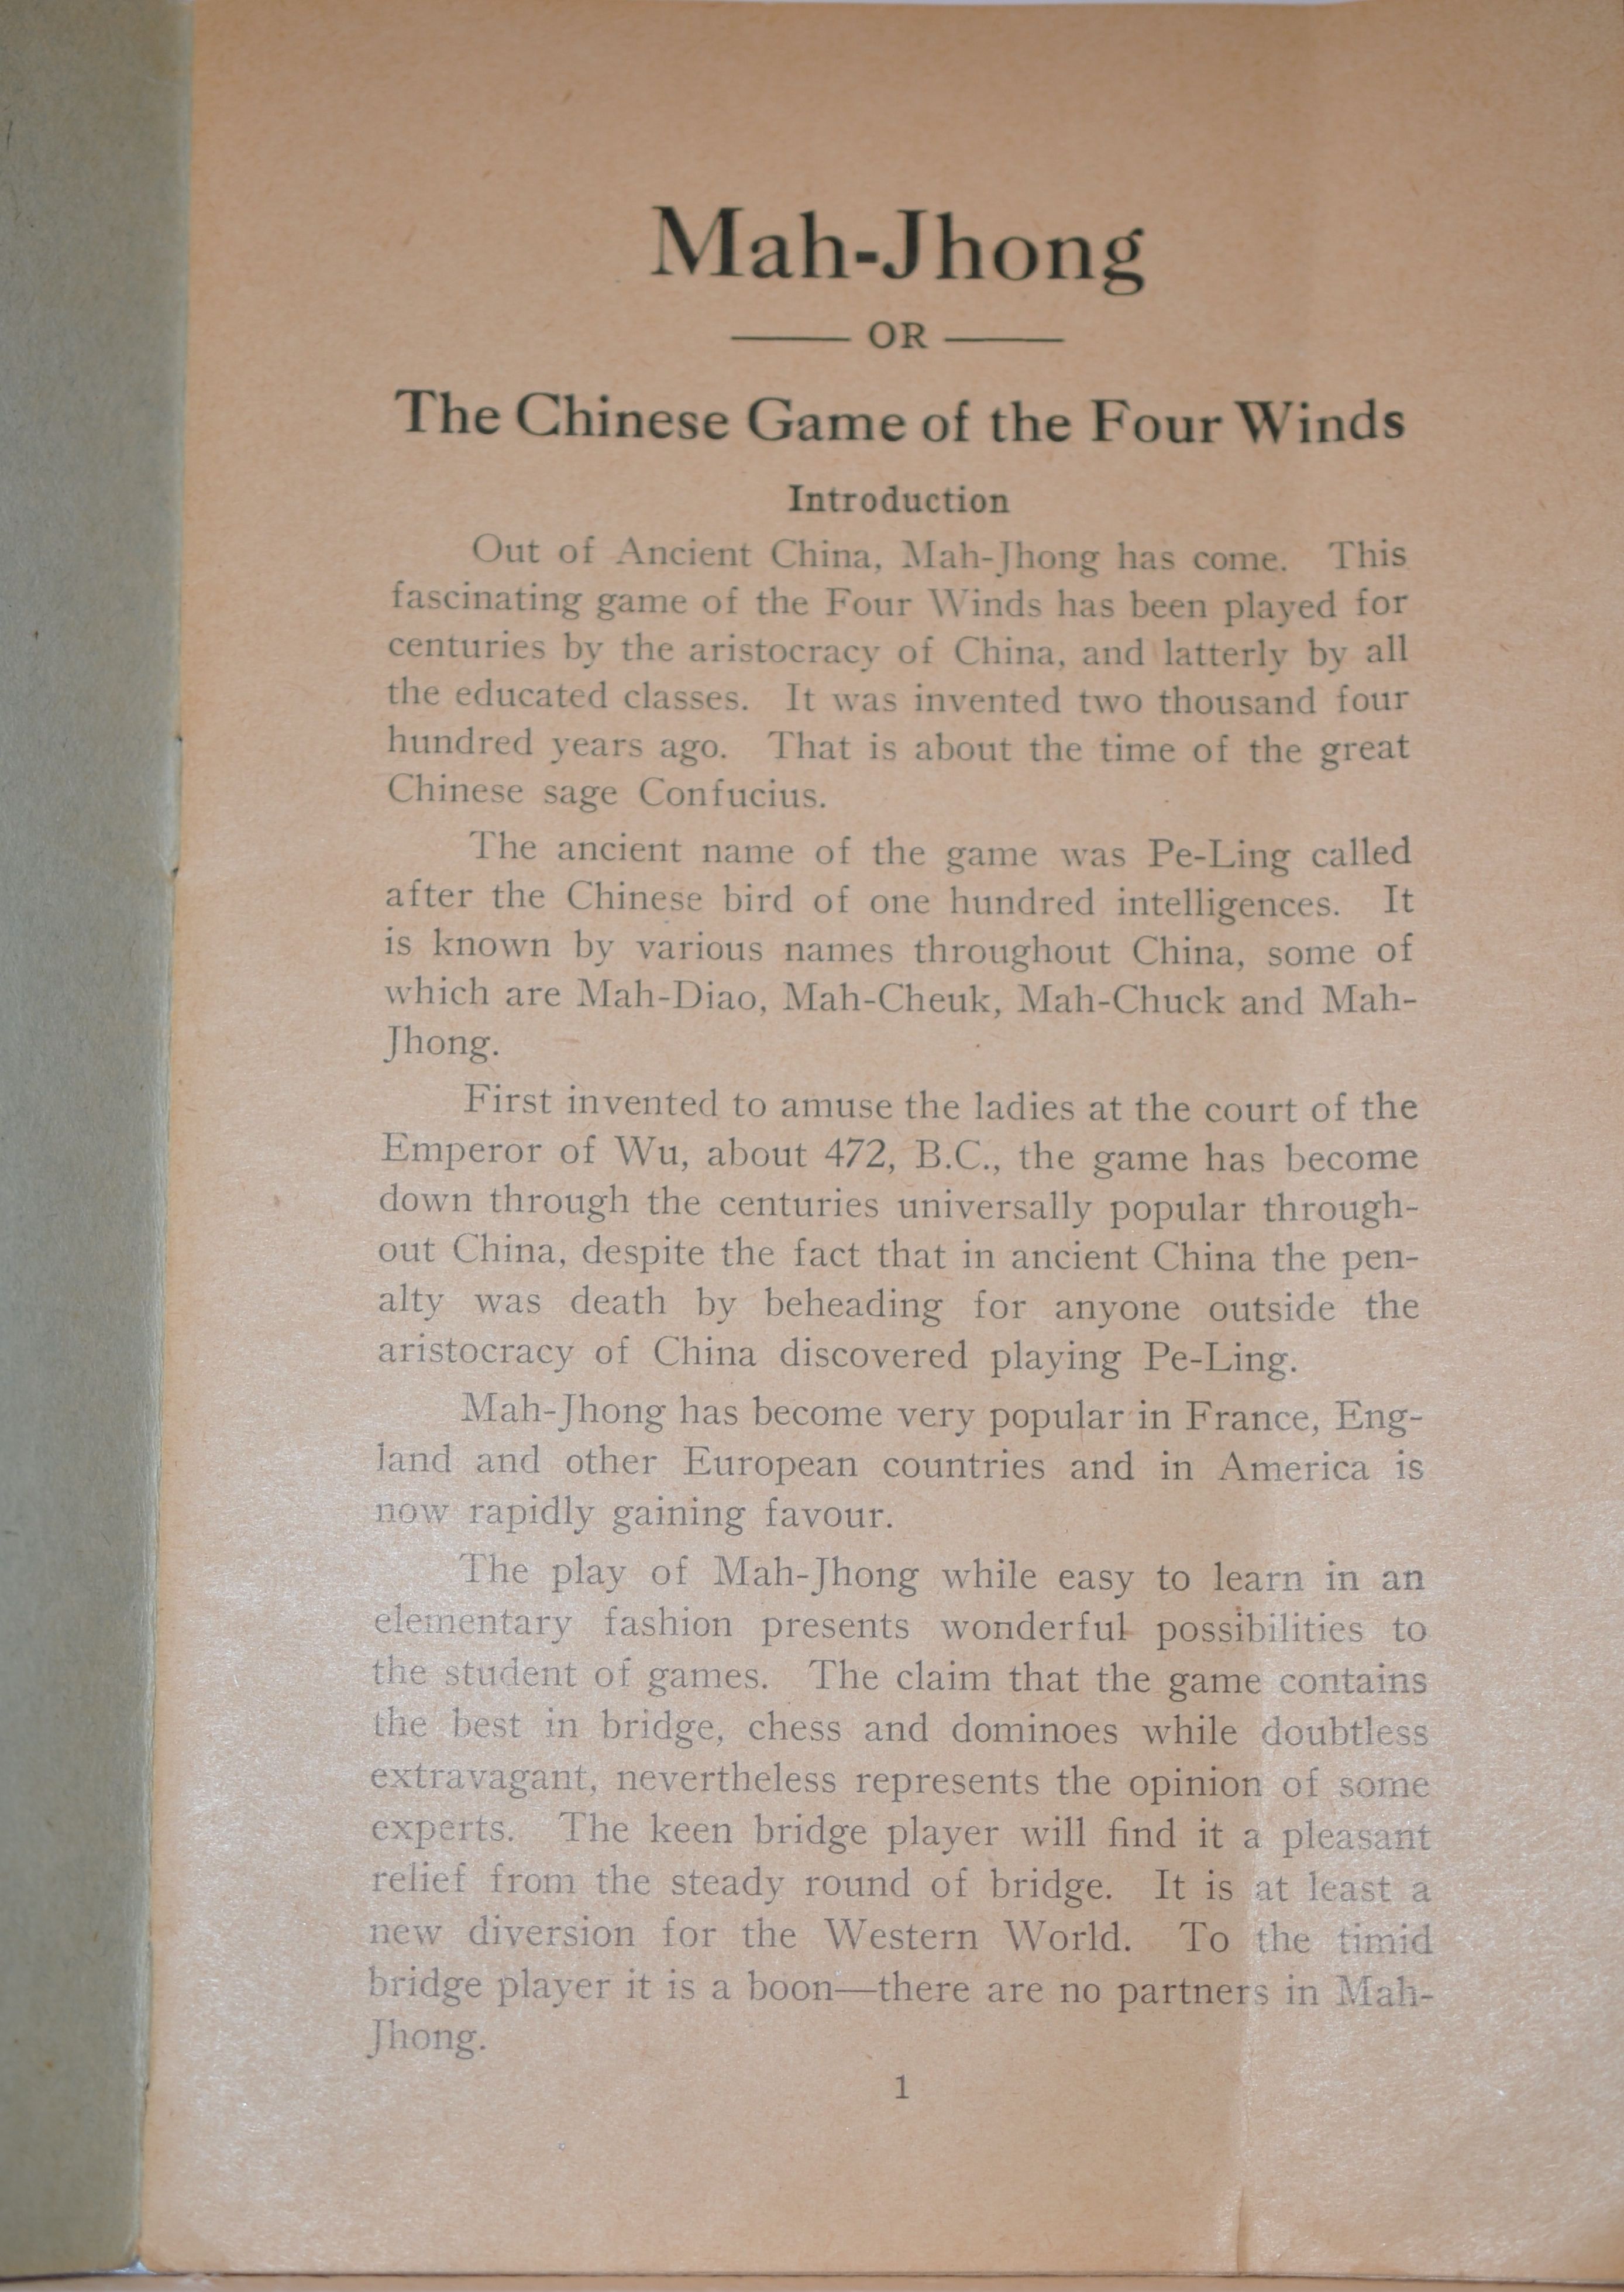 Mah-Jhong
OR
The Chinese Game of the Four Winds
Introduction
Out of Ancient China, Mah-Jhong has come. This
fascinating game of the Four Winds has been played for
centuries by the aristocracy of China, and latterly by all
the educated classes. It was invented two thousand four
hundred years ago. That is about the time of the great
Chinese sage Confucius.
The ancient name of the game was Pe-Ling called
after the Chinese bird of one hundred intelligences. It
is known by various names throughout China, some of
which are Mah-Diao, Mah-Cheuk, Mah-Chuck and Mah-
Jhong.
First invented to amuse the ladies at the court of the
Emperor of Wu, about 472, B.C., the game has become
down through the centuries universally popular through-
out China, despite the fact that in ancient China the pen-
alty was death by beheading for anyone outside the
aristocracy of China discovered playing Pe-Ling.
Mah-Jhong has become very popular in France, Eng-
land and other European countries and in America is
now rapidly gaining favour.
The play of Mah-Jhong while easy to learn in an
elementary fashion presents wonderful possibilities to
the student of games. The claim that the game contains
the best in bridge, chess and dominoes while doubtless
extravagant, nevertheless represents the opinion of some
experts. The keen bridge player will find it a pleasant
relief from the steady round of bridge. It is at least a
new diversion for the Western World. To the timid
bridge player it is a boon—there are no partners in Mah-
Jhong.
1